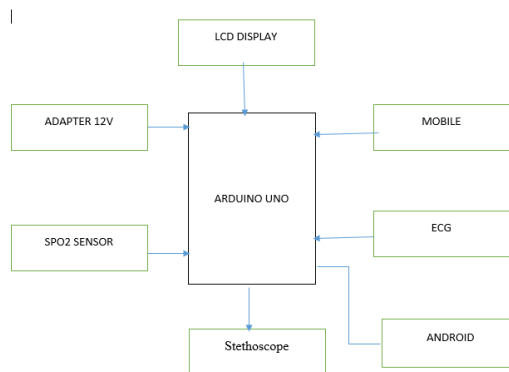 LCD DISPLAY
ADAPTER 12V
MOBILE
ARDUINO UNO
SPO2 SENSOR
ECG
ANDROID
Stethoscope